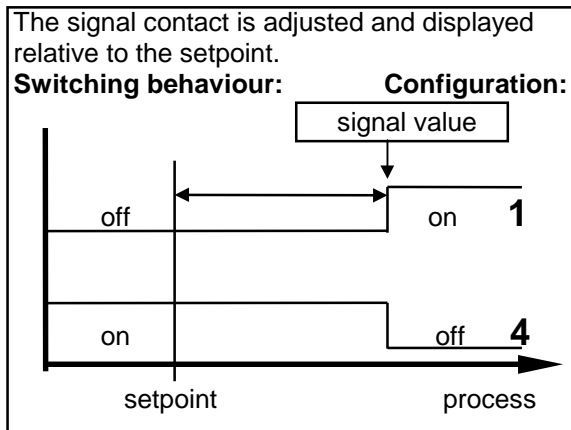 The signal contact is adjusted and displayed
relative to the setpoint.
Switching behaviour: Configuration:
signal value
off on 1
on off 4
setpoint process